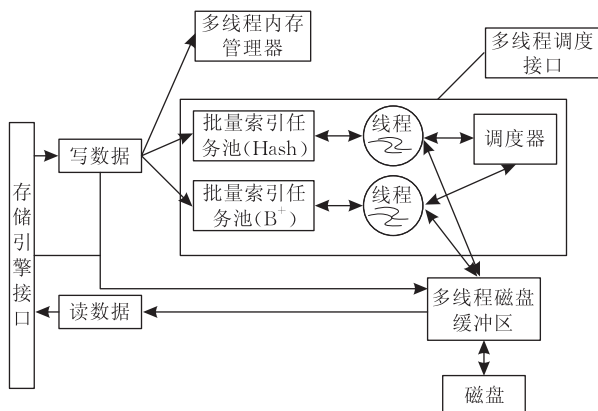 多线程内存
管理器
多线程调度
接口
批量索引任
务池(Hash)
线程
调度器
写数据
批量索引任
务池(B+)
线程
存储引擎接口
读数据
多线程磁盘
缓冲区
磁盘